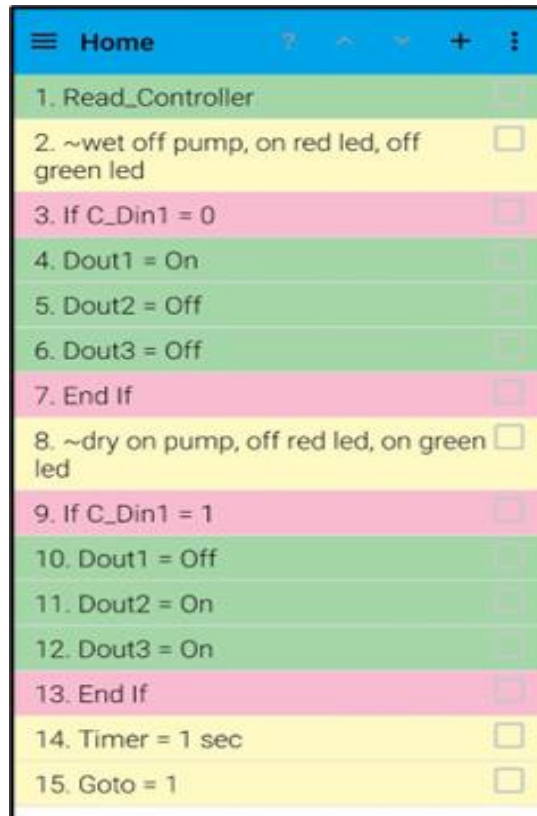 Home ?
1. Read_Controller
2. ~wet off pump, on red led, off
green led
3. If C_Din1 = 0
4. Dout1 = On
5. Dout2 = Off
6. Dout3 = Off
7. End If
8. ~dry on pump, off red led, on green
led
9. If C_Din1 = 1
10. Dout1 = Off
11. Dout2 = On
12. Dout3 = On
13. End If
14. Timer = 1 sec
15. Goto = 1